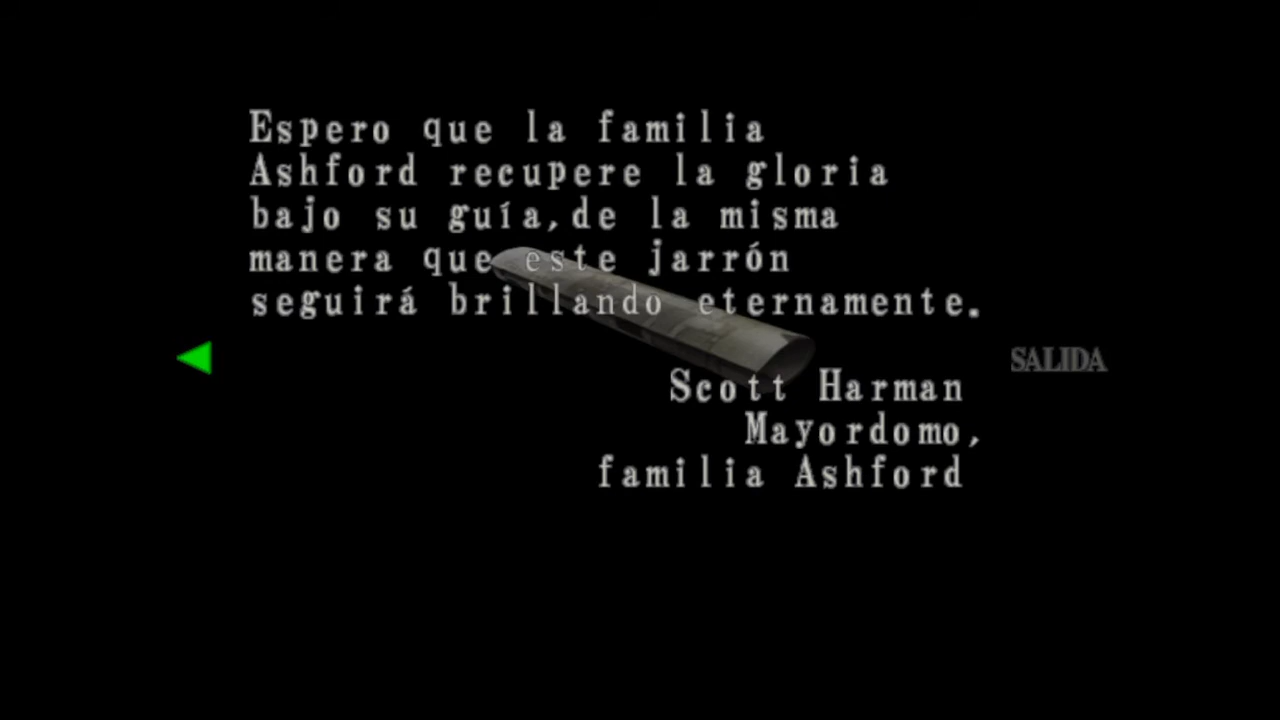 Espero que la familia
Ashford recupere la gloria
bajo su guía,de la misma
manera que este jarrón
seguirá brillando eternamente.
SALIDA
Scott Harman
Mayordomo,
familia Ashford